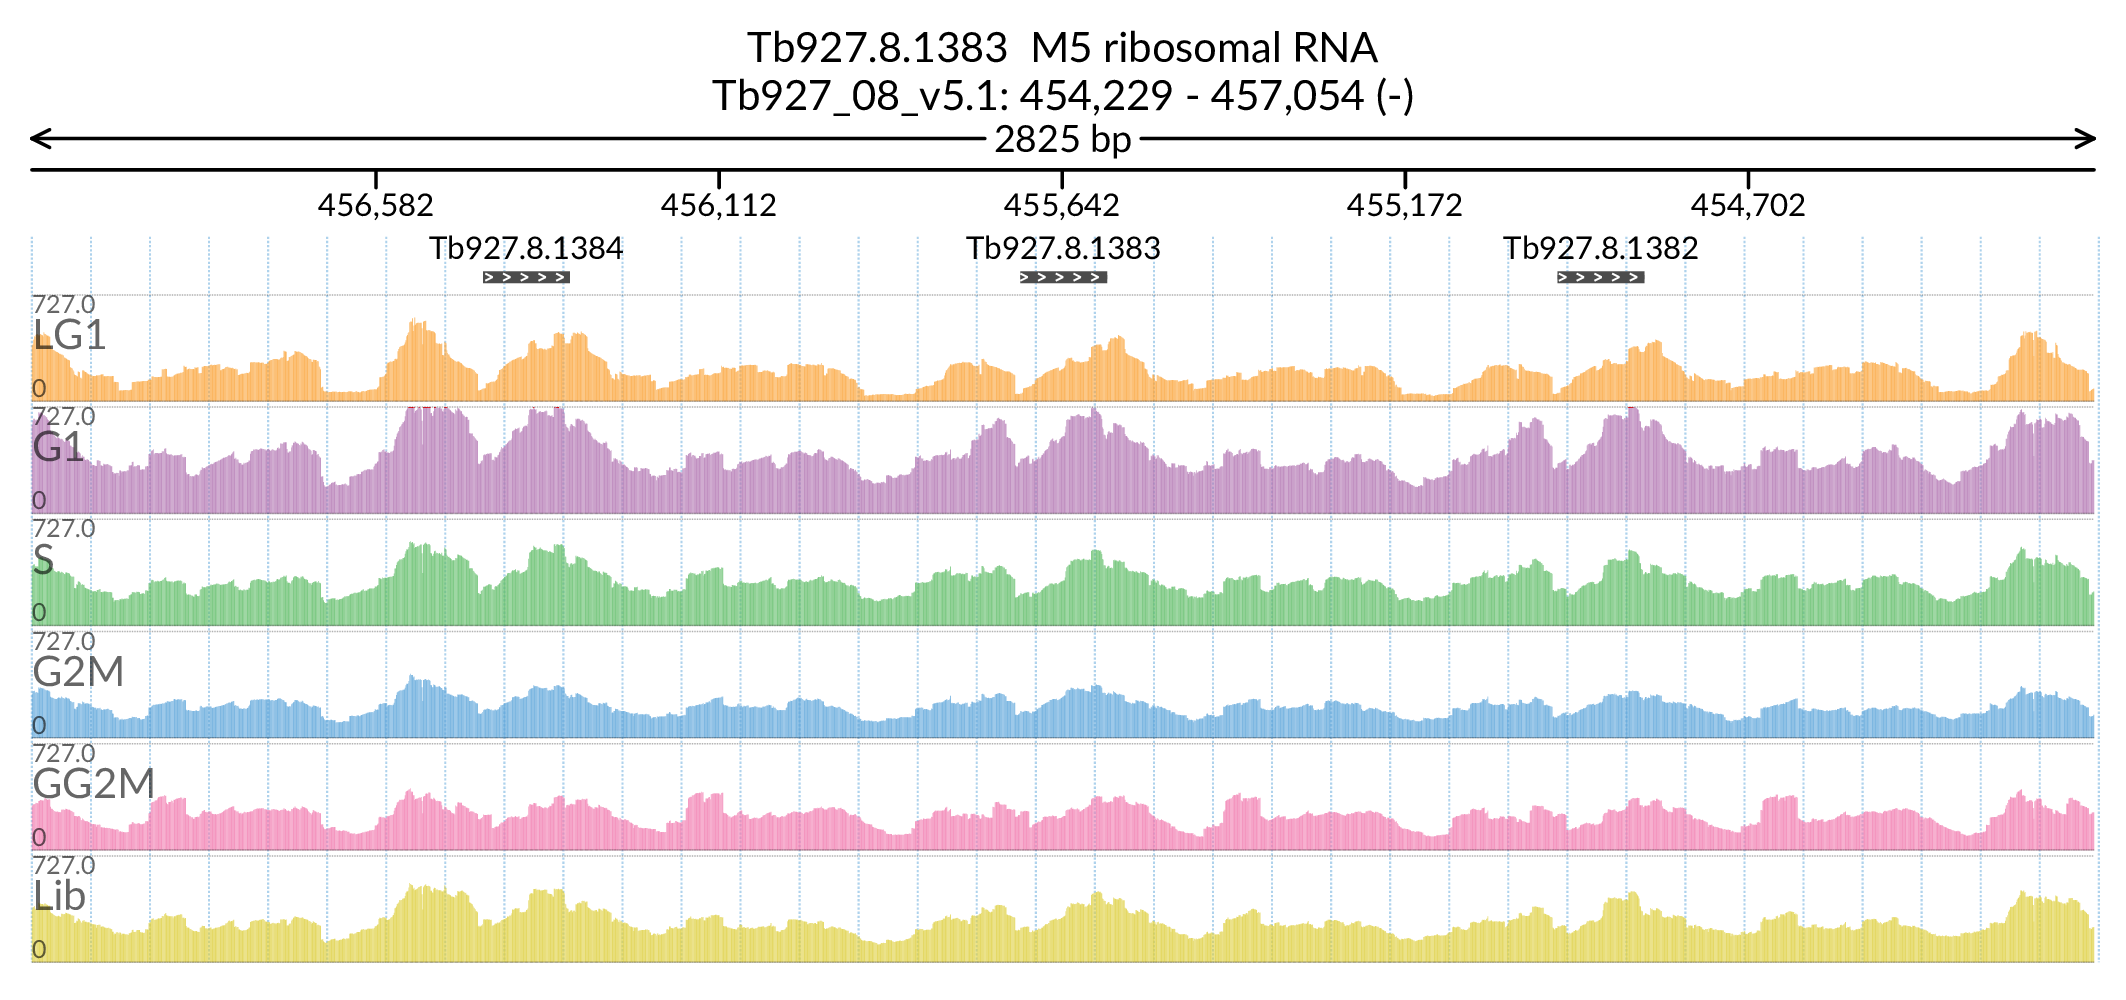 Tb927.8.1383  M5 ribosomal RNA
Tb927_08_v5.1: 454,229 - 457,054 (-)
2825 bp
456,582 456,112 455,642 455,172 454,702
Tb927.8.1384 Tb927.8.1383 Tb927.8.1382
727.0
LG1
0
727.0
G1
0
727.0
S
0
727.0
G2M
0
727.0
GG2M
0
727.0
Lib
0